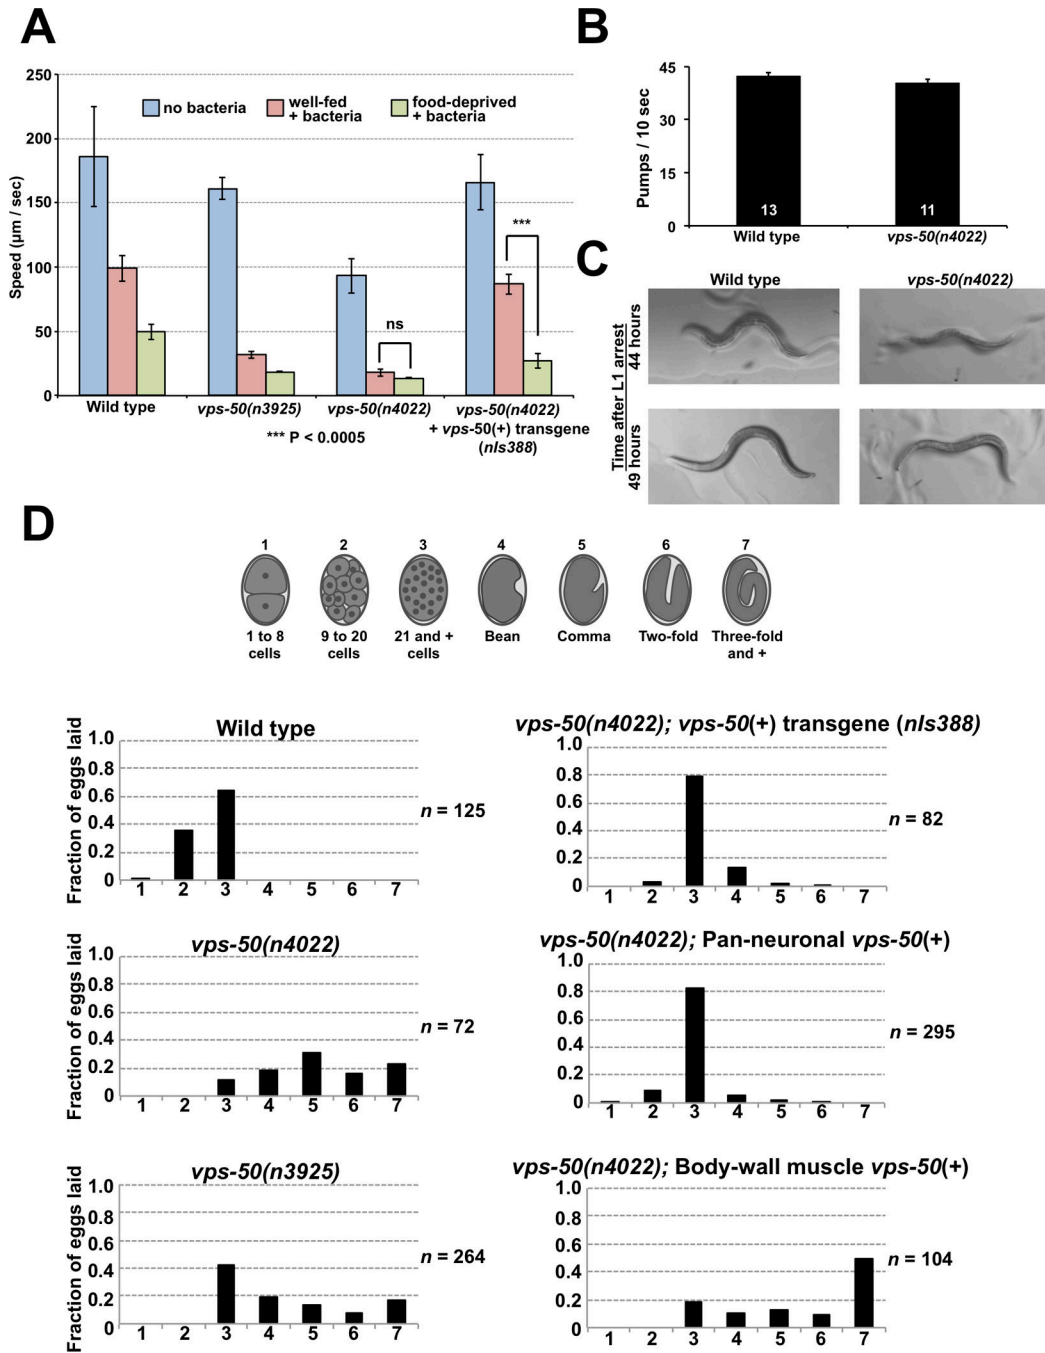 A
250
200
150
100
50
0
Speed (µm / sec)
no bacteria
well-fed
+ bacteria
food-deprived
+ bacteria
ns
***
Wild type
vps-50(n3925)
vps-50(n4022)
vps-50(n4022)
+ vps-50(+) transgene
(nIs388)
*** P < 0.0005
B
45
30
15
0
Pumps / 10 sec
13
11
Wild type
vps-50(n4022)
C
Wild type
vps-50(n4022)
Time after L1 arrest
44 hours
49 hours
D
1
2
3
4
5
6
7
1 to 8
cells
9 to 20
cells
21 and +
cells
Bean
Comma
Two-fold
Three-fold
and +
Wild type
Fraction of eggs laid
1.0
0.8
0.6
0.4
0.2
0
1 2 3 4 5 6 7
n = 125
vps-50(n4022); vps-50(+) transgene (nIs388)
1.0
0.8
0.6
0.4
0.2
0
1 2 3 4 5 6 7
n = 82
vps-50(n4022)
Fraction of eggs laid
1.0
0.8
0.6
0.4
0.2
0
1 2 3 4 5 6 7
n = 72
vps-50(n4022); Pan-neuronal vps-50(+)
1.0
0.8
0.6
0.4
0.2
0
1 2 3 4 5 6 7
n = 295
vps-50(n3925)
Fraction of eggs laid
1.0
0.8
0.6
0.4
0.2
0
1 2 3 4 5 6 7
n = 264
vps-50(n4022); Body-wall muscle vps-50(+)
1.0
0.8
0.6
0.4
0.2
0
1 2 3 4 5 6 7
n = 104